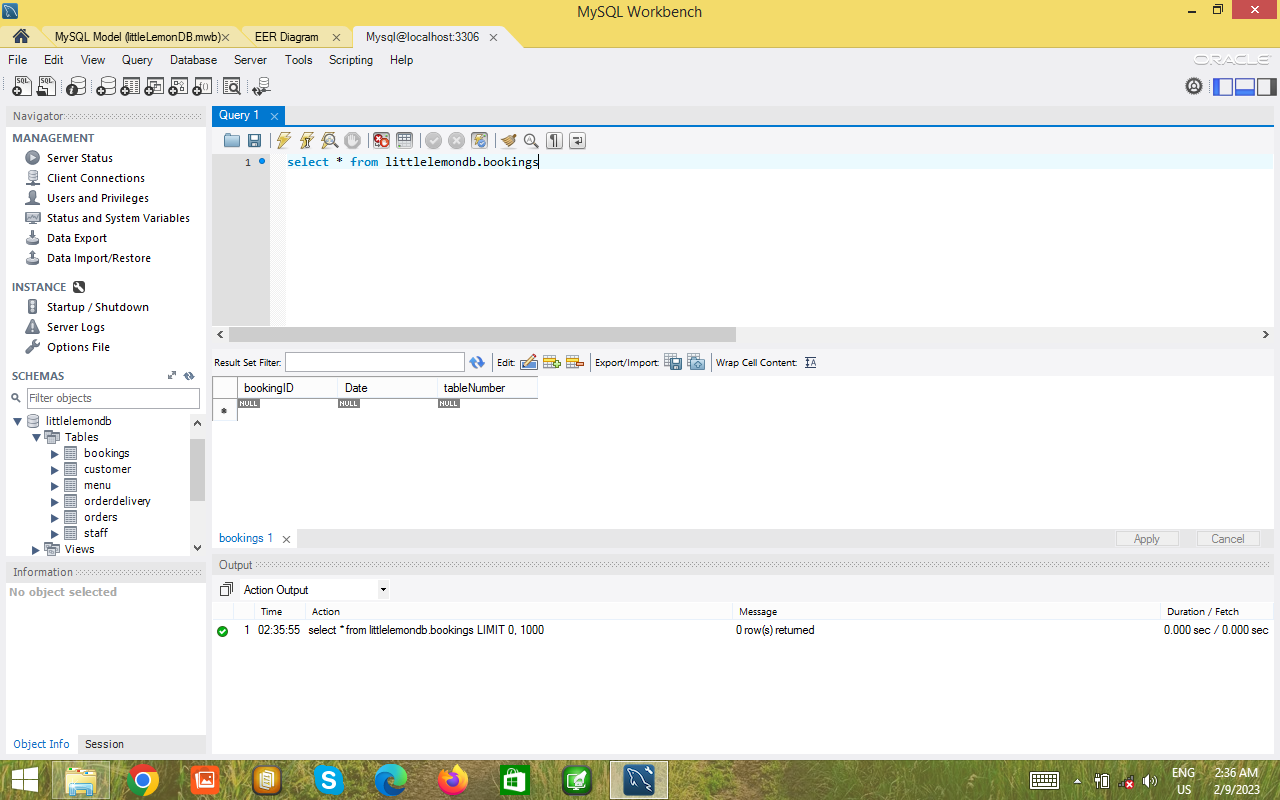 MySQL Workbench
MySQL Model (littleLemonDB.mwb)
EER Diagram
Mysql@localhost:3306
File Edit View Query Database Server Tools Scripting Help
ORACLE
Navigator
MANAGEMENT
Server Status
Client Connections
Users and Privileges
Status and System Variables
Data Export
Data Import/Restore
INSTANCE
Startup / Shutdown
Server Logs
Options File
SCHEMAS
Filter objects
littlelemondb
Tables
bookings
customer
menu
orderdelivery
orders
staff
Views
Information
No object selected
Object Info Session
Query 1
1 select * from littlelemondb.bookings
Result Set Filter: Edit: Export/Import: Wrap Cell Content:
bookingID Date tableNumber
NULL NULL NULL
bookings 1
Apply Cancel
Output
Action Output
Time Action Message Duration / Fetch
1 02:35:55 select * from littlelemondb.bookings LIMIT 0, 1000 0 row(s) returned 0.000 sec / 0.000 sec
ENG 2:36 AM
US 2/9/2023